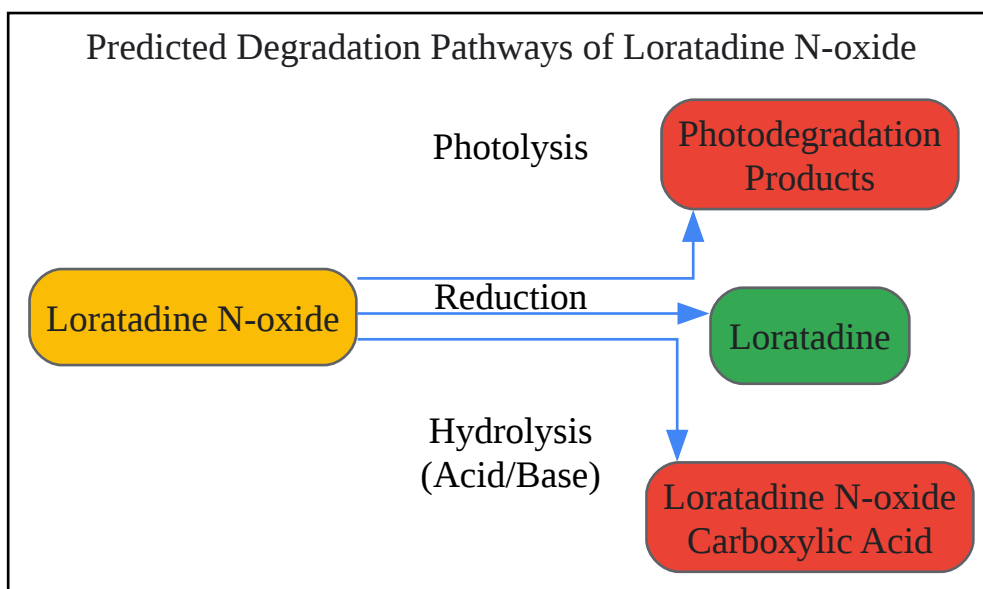 Predicted Degradation Pathways of Loratadine N-oxide
Photolysis
Photodegradation
Products
Loratadine N-oxide
Reduction
Loratadine
Hydrolysis
(Acid/Base)
Loratadine N-oxide
Carboxylic Acid